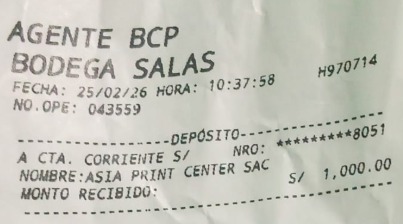 AGENTE BCP
BODEGA SALAS
FECHA: 25/02/26 HORA: 10:37:58 H970714
NO.OPE: 043559
--------------------DEPÓSITO--------------------
A CTA. CORRIENTE S/ NRO: *********8051
NOMBRE:ASIA PRINT CENTER SAC
MONTO RECIBIDO: S/ 1,000.00